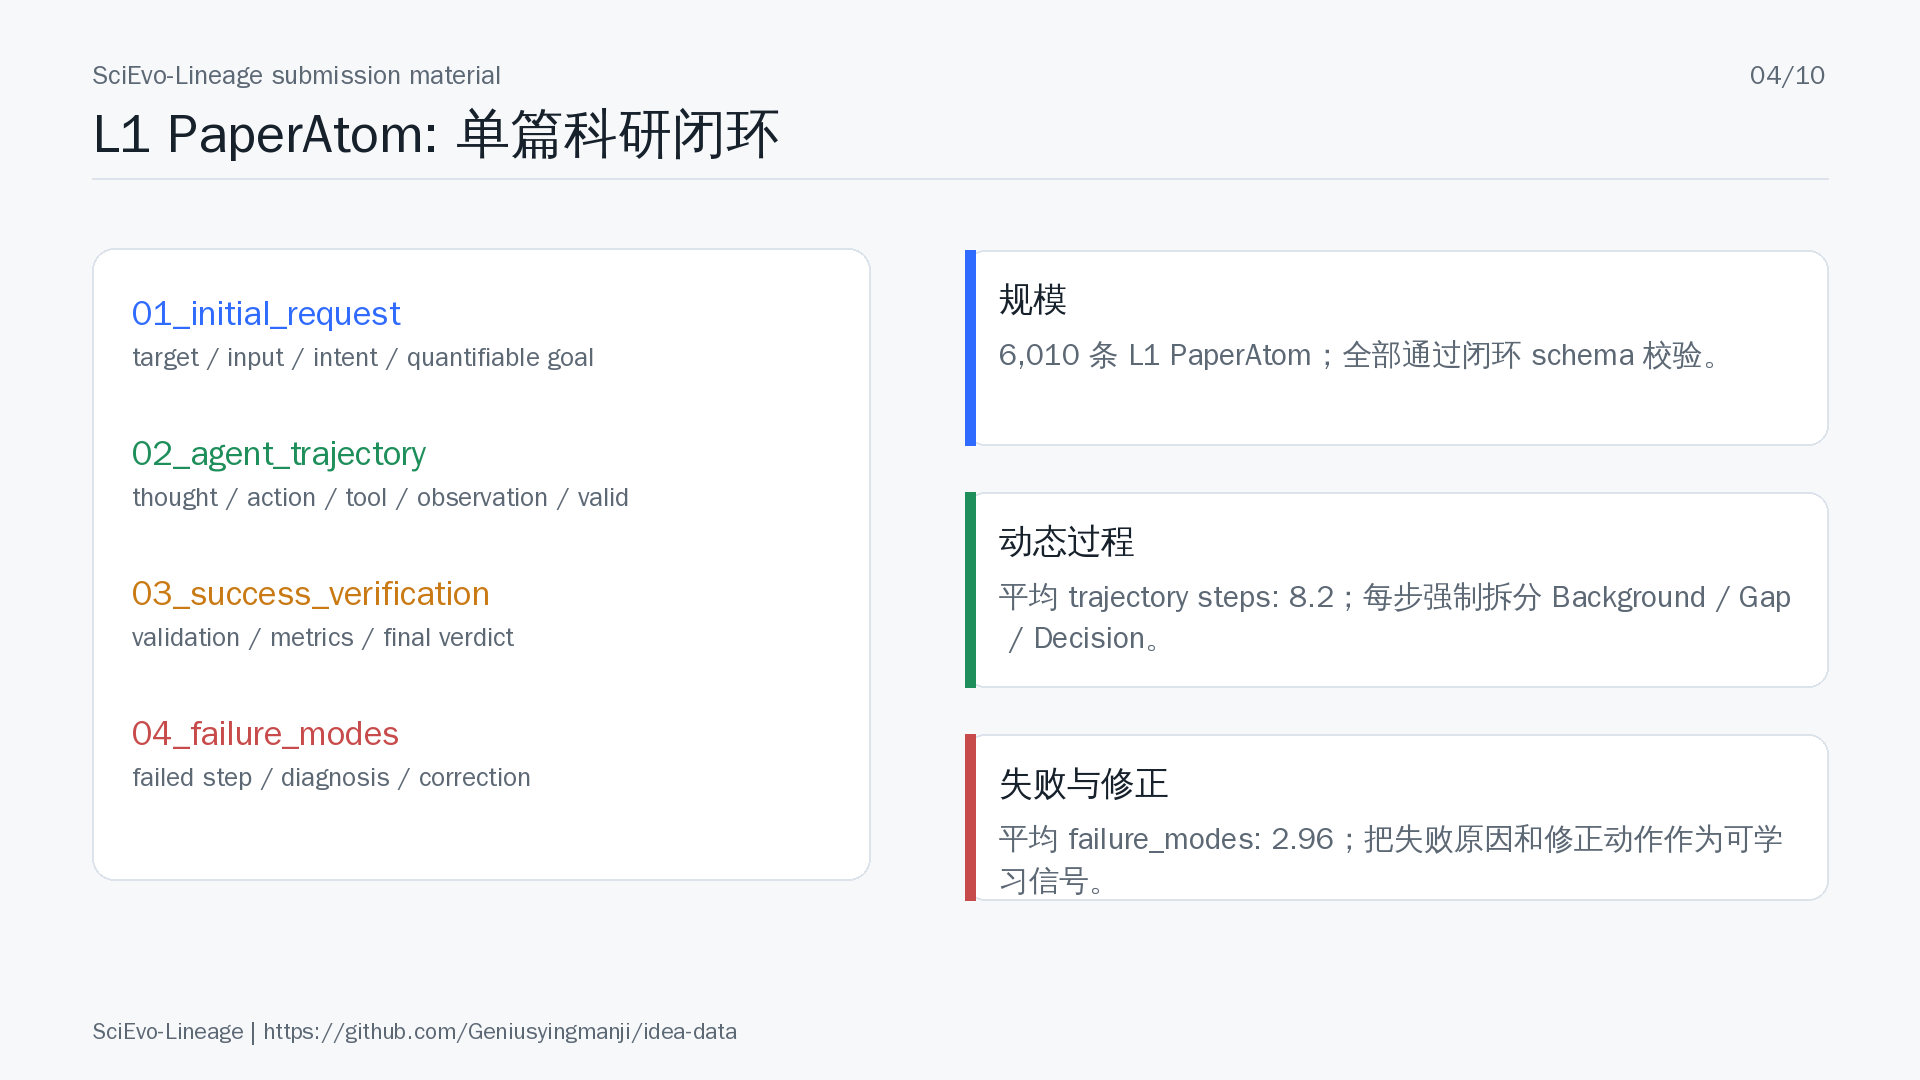 SciEvo-Lineage submission material
04/10
L1 PaperAtom: 单篇科研闭环
01_initial_request
target / input / intent / quantifiable goal
02_agent_trajectory
thought / action / tool / observation / valid
03_success_verification
validation / metrics / final verdict
04_failure_modes
failed step / diagnosis / correction
规模
6,010 条 L1 PaperAtom；全部通过闭环 schema 校验。
动态过程
平均 trajectory steps: 8.2；每步强制拆分 Background / Gap
/ Decision。
失败与修正
平均 failure_modes: 2.96；把失败原因和修正动作作为可学
习信号。
SciEvo-Lineage | https://github.com/Geniusyingmanji/idea-data